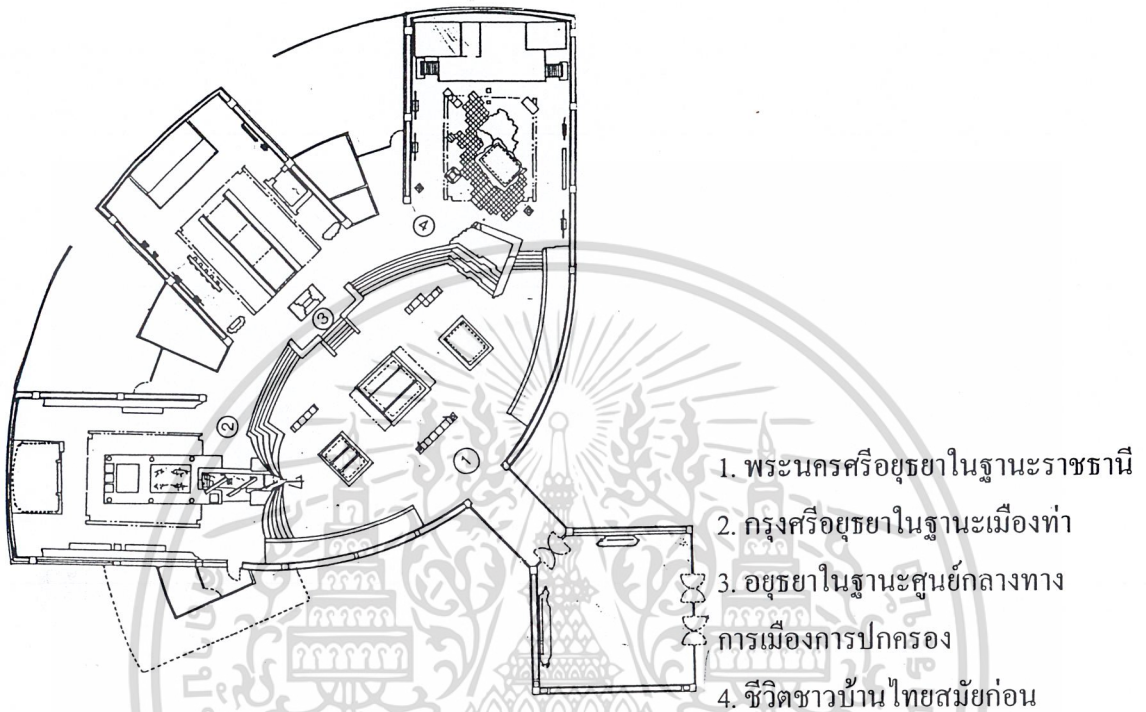 4
3
2
1
1. พระนครศรีอยุธยาในฐานะราชธานี
2. กรุงศรีอยุธยาในฐานะเมืองท่า
3. อยุธยาในฐานะศูนย์กลางทาง
การเมืองการปกครอง
4. ชีวิตชาวบ้านไทยสมัยก่อน